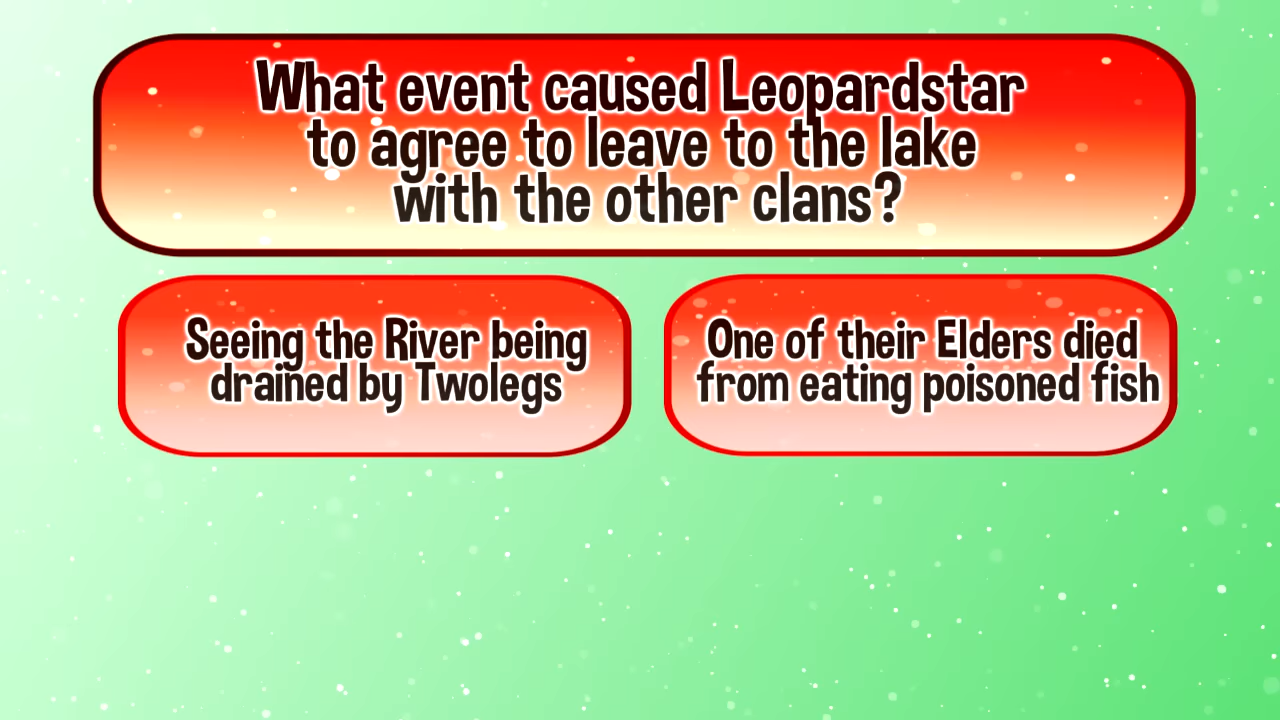 What event caused Leopardstar
to agree to leave to the lake
with the other clans?
Seeing the River being
drained by Twolegs
One of their Elders died
from eating poisoned fish